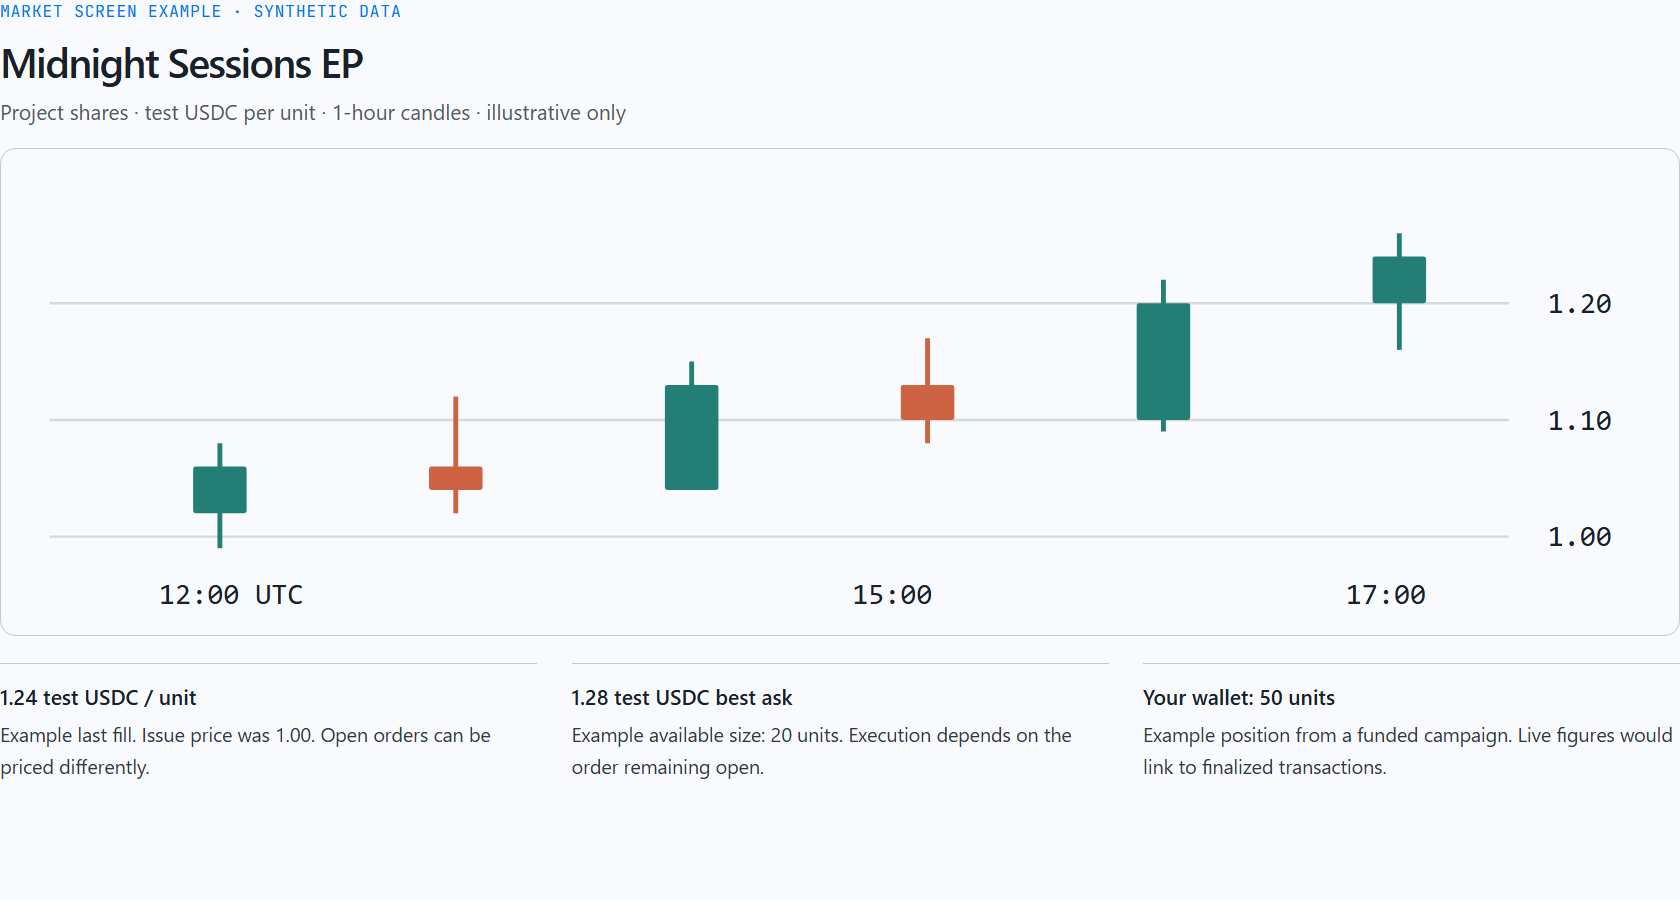 MARKET SCREEN EXAMPLE · SYNTHETIC DATA
Midnight Sessions EP
Project shares · test USDC per unit · 1-hour candles · illustrative only
1.20
1.10
1.00
12:00 UTC
15:00
17:00
1.24 test USDC / unit
Example last fill. Issue price was 1.00. Open orders can be
priced differently.
1.28 test USDC best ask
Example available size: 20 units. Execution depends on the
order remaining open.
Your wallet: 50 units
Example position from a funded campaign. Live figures would
link to finalized transactions.